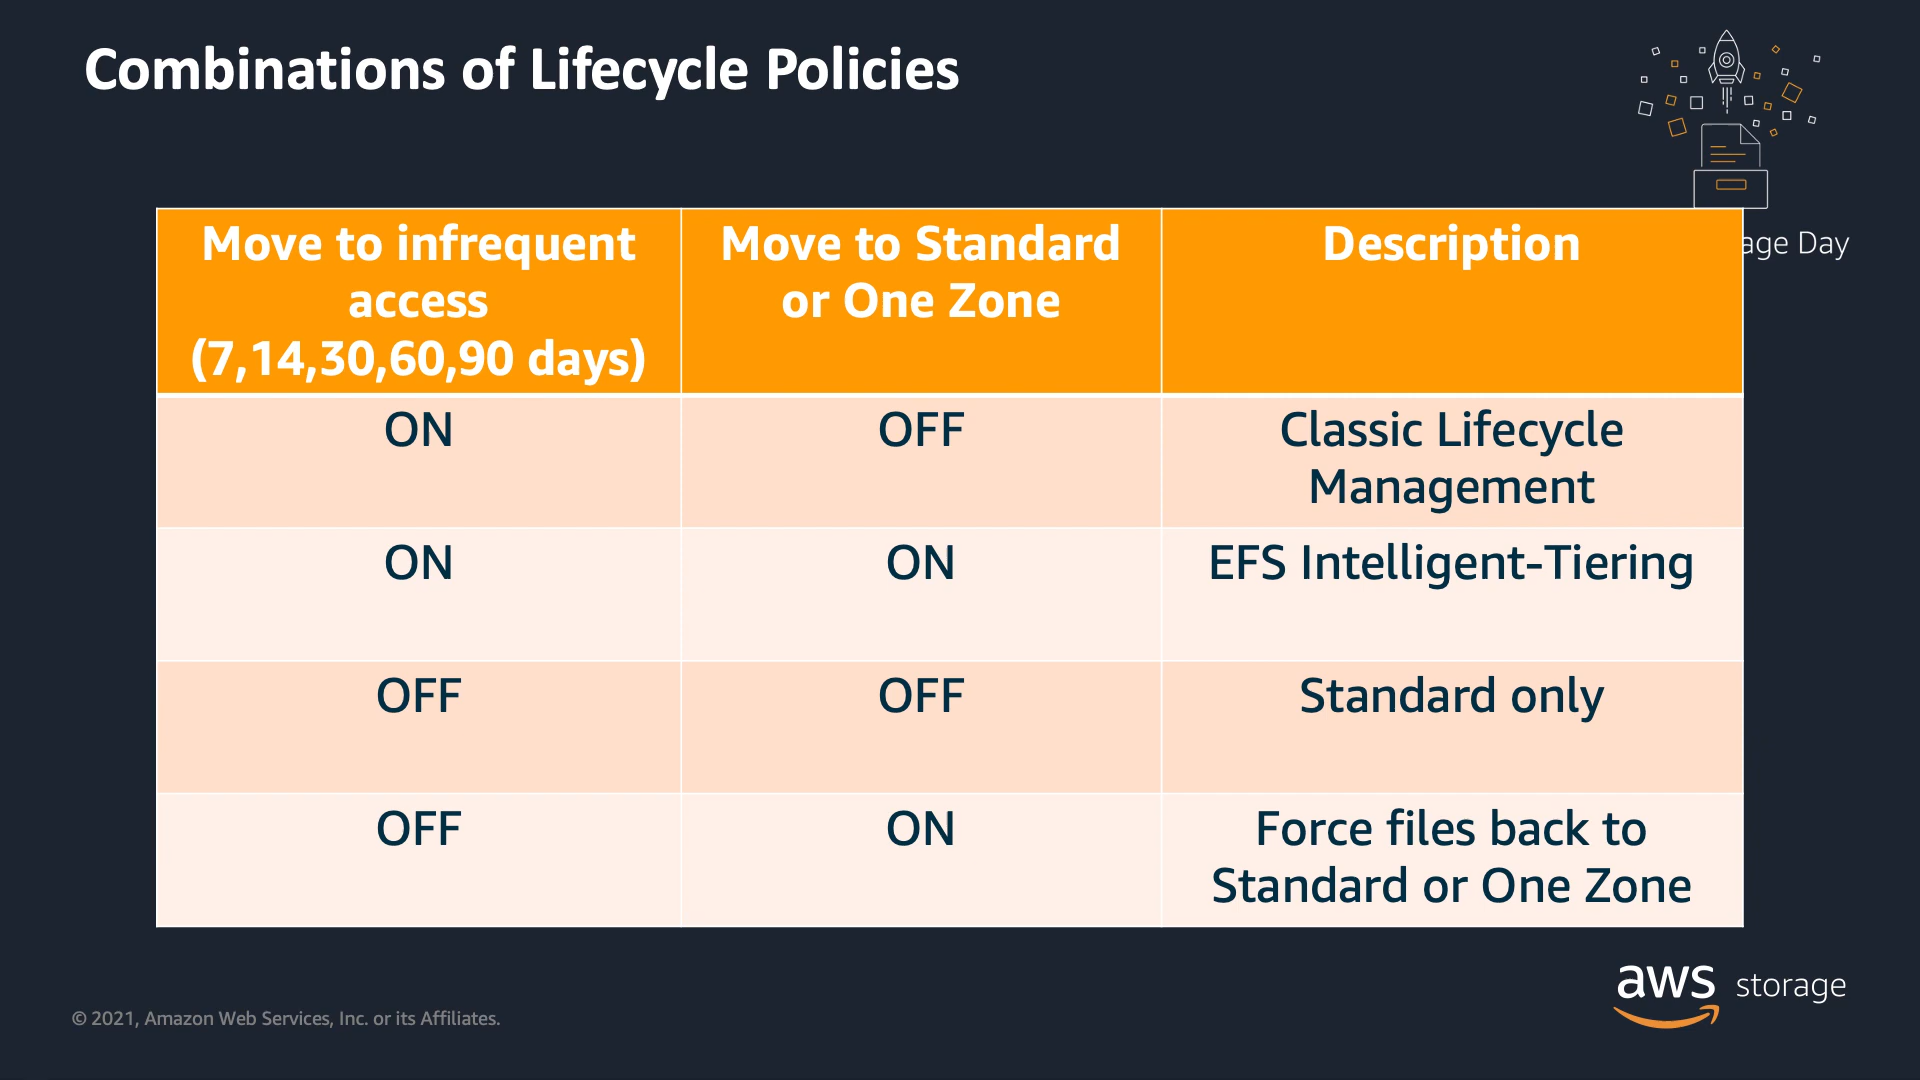 Combinations of Lifecycle Policies
Move to infrequent
access
(7,14,30,60,90 days)
Move to Standard
or One Zone
Description
age Day
ON
OFF
Classic Lifecycle
Management
ON
ON
EFS Intelligent-Tiering
OFF
OFF
Standard only
OFF
ON
Force files back to
Standard or One Zone
aws storage
© 2021, Amazon Web Services, Inc. or its Affiliates.